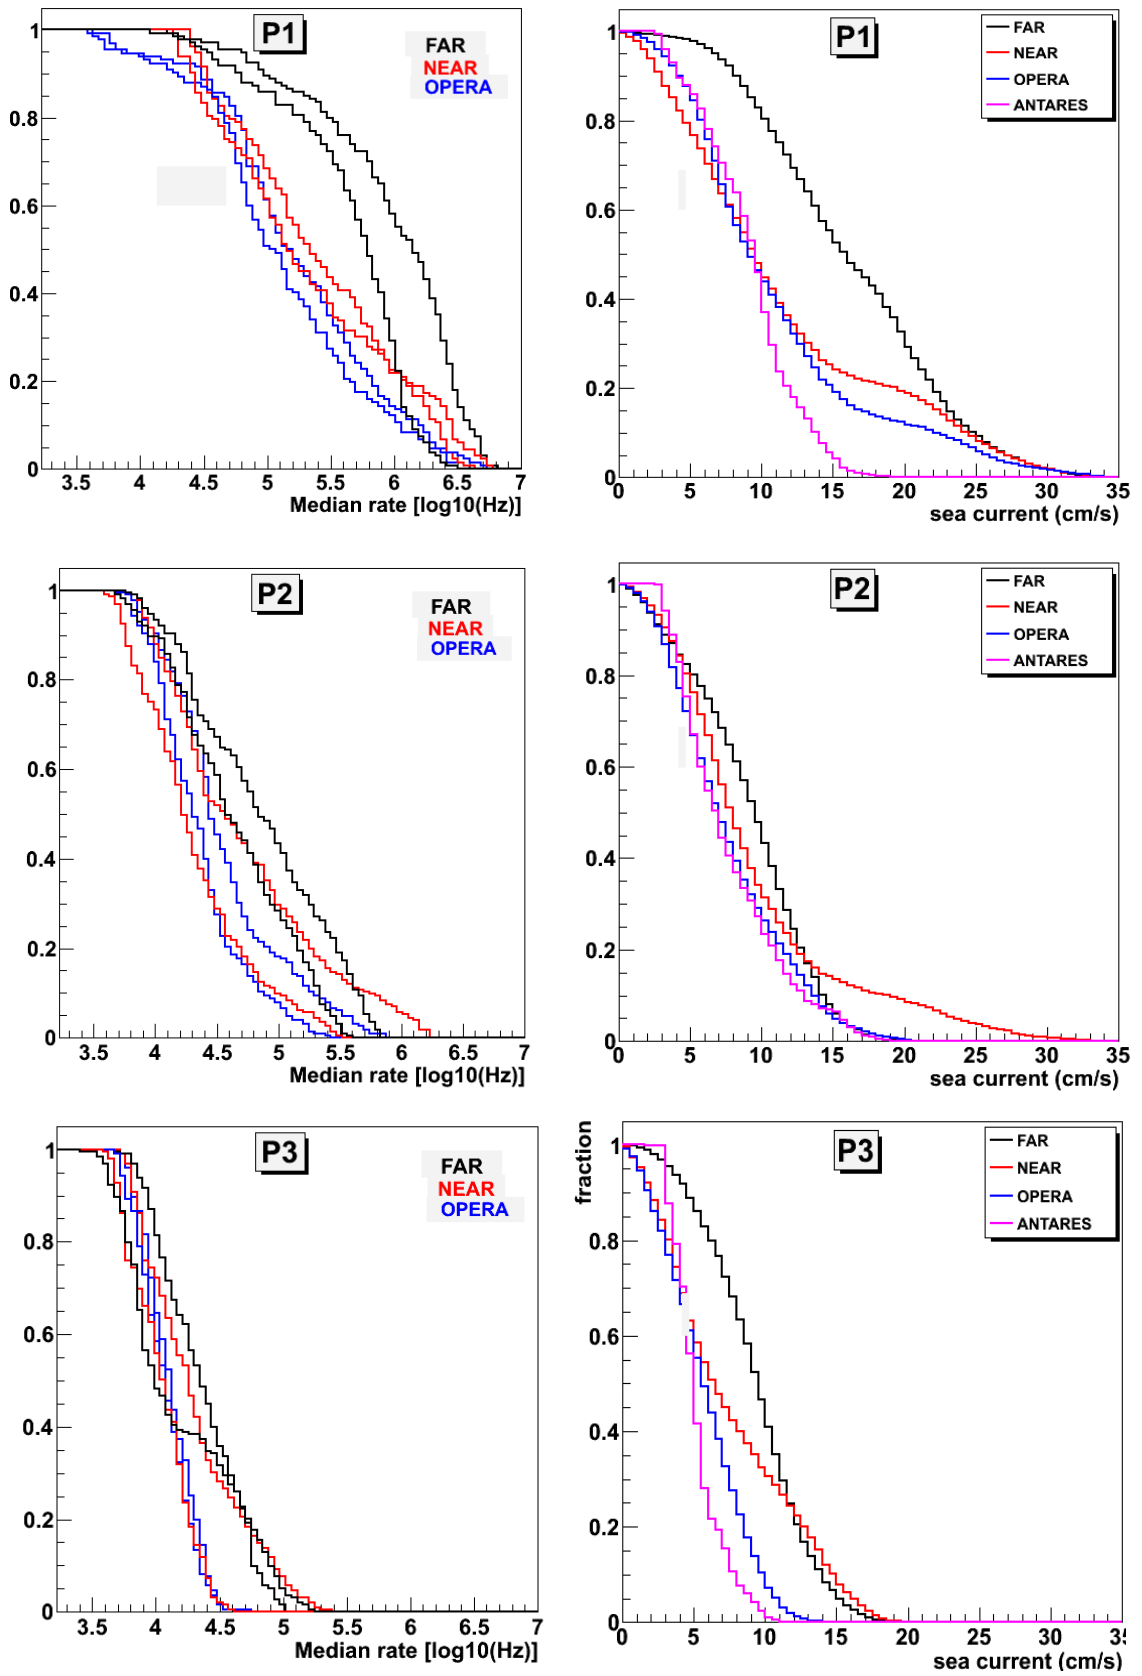 P1
FAR
NEAR
OPERA
1
0.8
0.6
0.4
0.2
0
3.5 4 4.5 5 5.5 6 6.5 7
Median rate [log10(Hz)]
P1
FAR
NEAR
OPERA
ANTARES
1
0.8
0.6
0.4
0.2
0
0 5 10 15 20 25 30 35
sea current (cm/s)
P2
FAR
NEAR
OPERA
1
0.8
0.6
0.4
0.2
0
3.5 4 4.5 5 5.5 6 6.5 7
Median rate [log10(Hz)]
P2
FAR
NEAR
OPERA
ANTARES
1
0.8
0.6
0.4
0.2
0
0 5 10 15 20 25 30 35
sea current (cm/s)
P3
FAR
NEAR
OPERA
1
0.8
0.6
0.4
0.2
0
3.5 4 4.5 5 5.5 6 6.5 7
Median rate [log10(Hz)]
fraction
P3
FAR
NEAR
OPERA
ANTARES
1
0.8
0.6
0.4
0.2
0
0 5 10 15 20 25 30 35
sea current (cm/s)